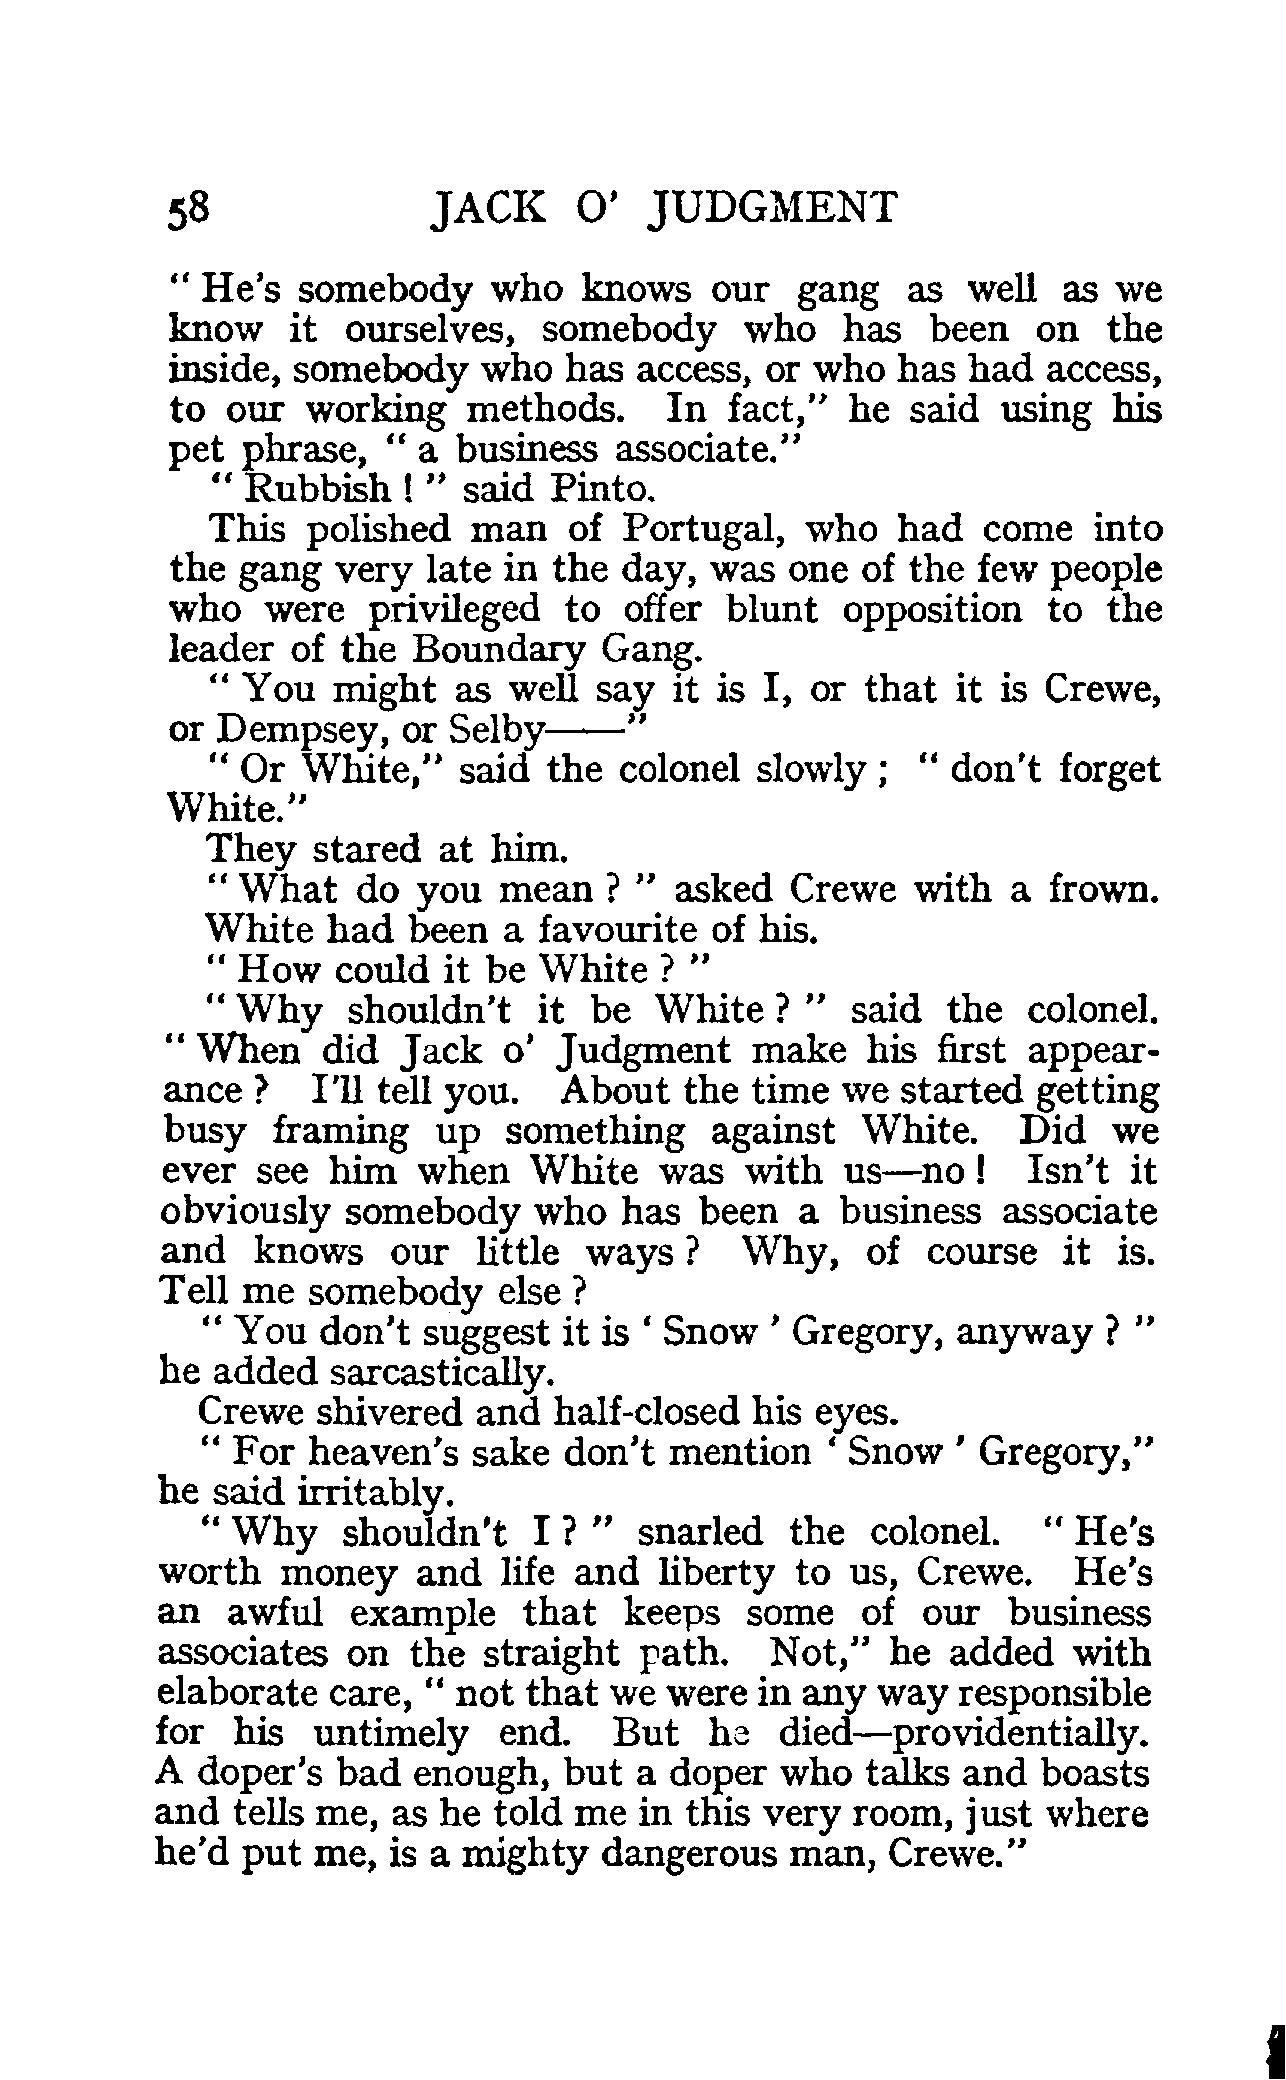 58 JACK O' JUDGMENT
" He's somebody who knows our gang as well as we
know it ourselves, somebody who has been on the
inside, somebody who has access, or who has had access,
to our working methods. In fact," he said using his
pet phrase, " a business associate."
" Rubbish ! " said Pinto.
This polished man of Portugal, who had come into
the gang very late in the day, was one of the few people
who were privileged to offer blunt opposition to the
leader of the Boundary Gang.
" You might as well say it is I, or that it is Crewe,
or Dempsey, or Selby——"
" Or White," said the colonel slowly ; " don't forget
White."
They stared at him.
" What do you mean ? " asked Crewe with a frown.
White had been a favourite of his.
" How could it be White ? "
" Why shouldn't it be White ? " said the colonel.
" When did Jack o' Judgment make his first appear-
ance ? I'll tell you. About the time we started getting
busy framing up something against White. Did we
ever see him when White was with us—no ! Isn't it
obviously somebody who has been a business associate
and knows our little ways ? Why, of course it is.
Tell me somebody else ?
" You don't suggest it is ' Snow ' Gregory, anyway ? "
he added sarcastically.
Crewe shivered and half-closed his eyes.
" For heaven's sake don't mention ' Snow ' Gregory,"
he said irritably.
" Why shouldn't I ? " snarled the colonel. " He's
worth money and life and liberty to us, Crewe. He's
an awful example that keeps some of our business
associates on the straight path. Not," he added with
elaborate care, " not that we were in any way responsible
for his untimely end. But he died—providentially.
A doper's bad enough, but a doper who talks and boasts
and tells me, as he told me in this very room, just where
he'd put me, is a mighty dangerous man, Crewe."